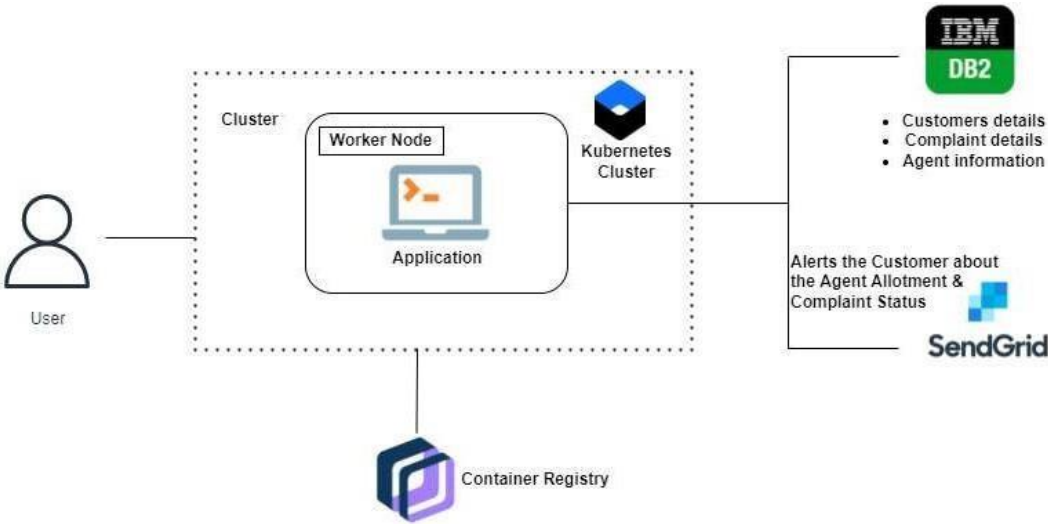 IBM
DB2
Customers details
Complaint details
Agent information
Cluster
Worker Node
Kubernetes
Cluster
Application
User
Alerts the Customer about
the Agent Allotment &
Complaint Status
SendGrid
Container Registry